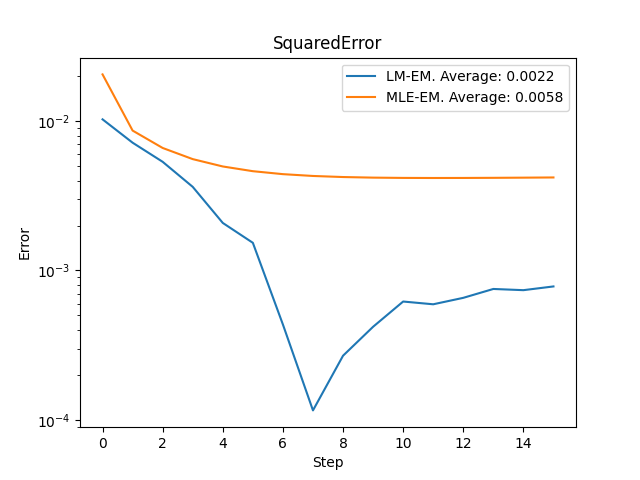 SquaredError
LM-EM. Average: 0.0022
MLE-EM. Average: 0.0058
Error
10⁻²
10⁻³
10⁻⁴
0 2 4 6 8 10 12 14
Step